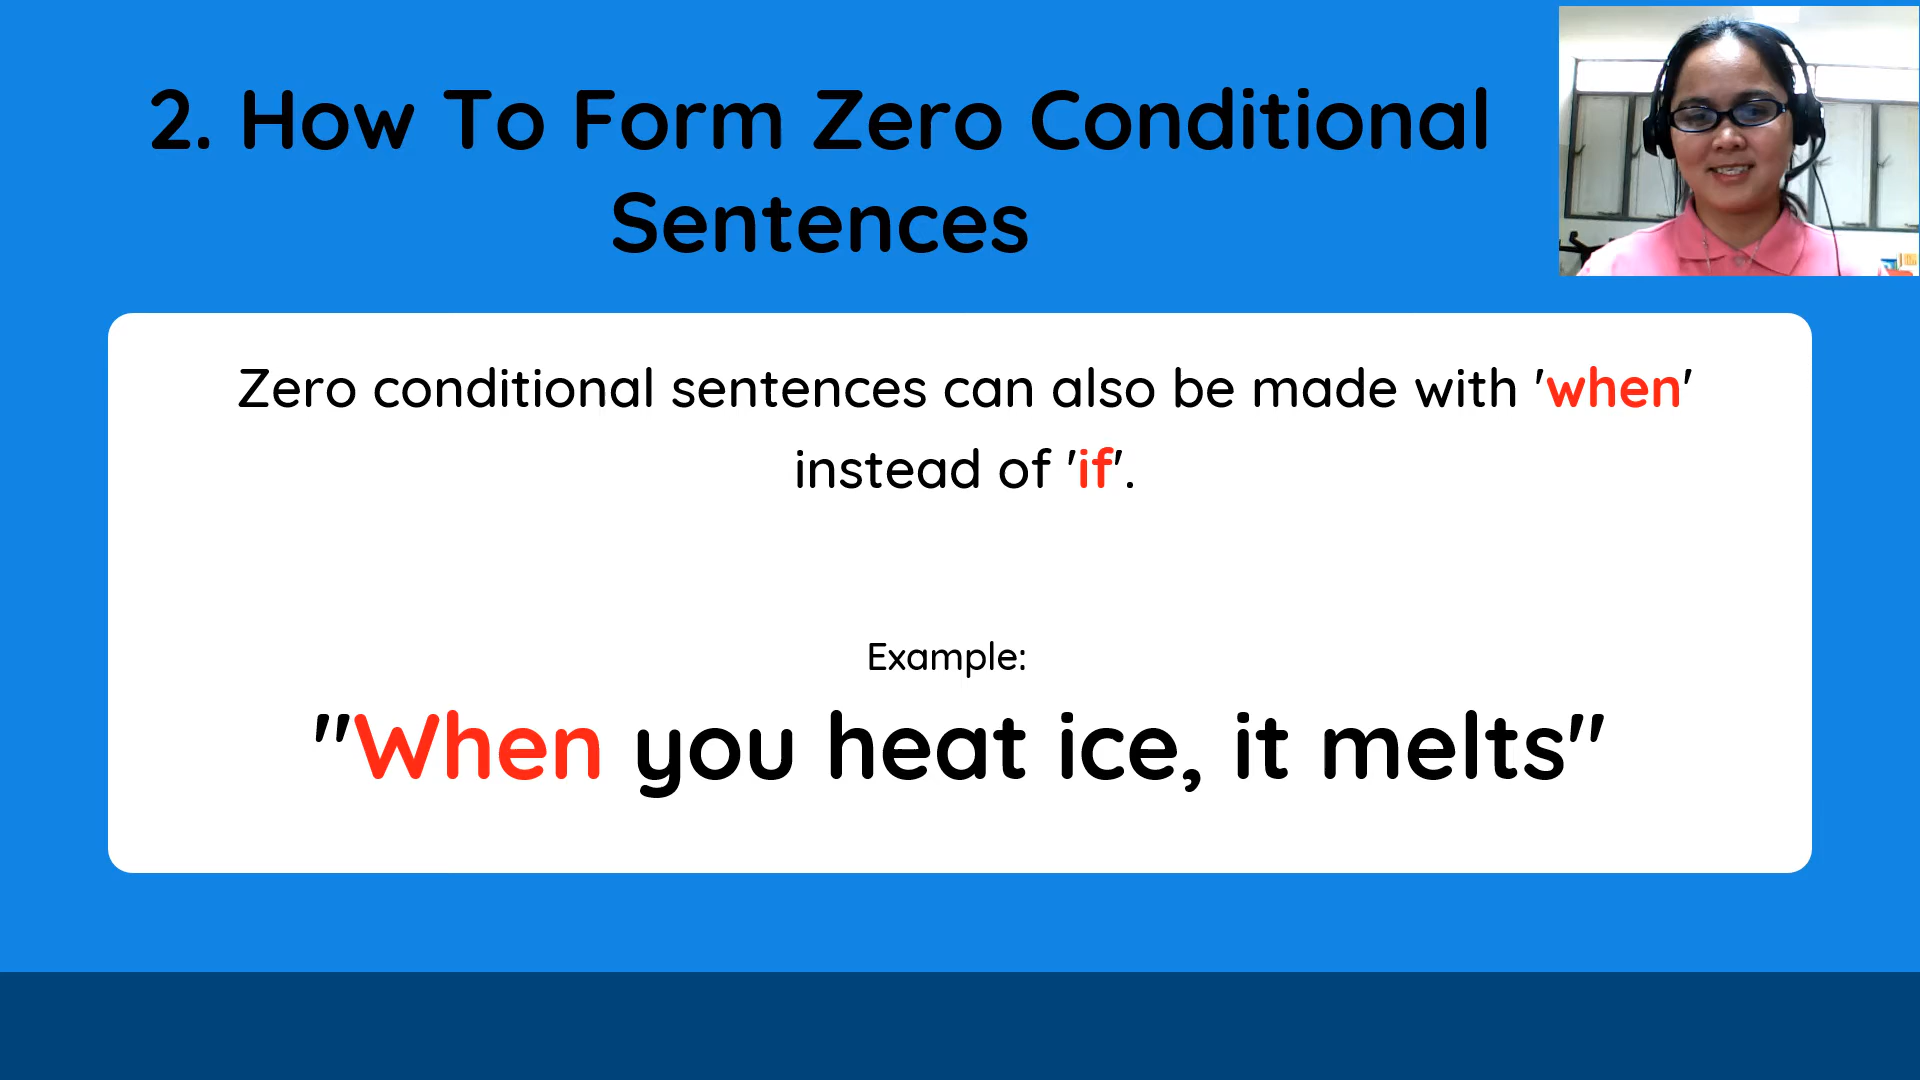 2. How To Form Zero Conditional
Sentences
Zero conditional sentences can also be made with 'when'
instead of 'if'.
Example:
"When you heat ice, it melts"